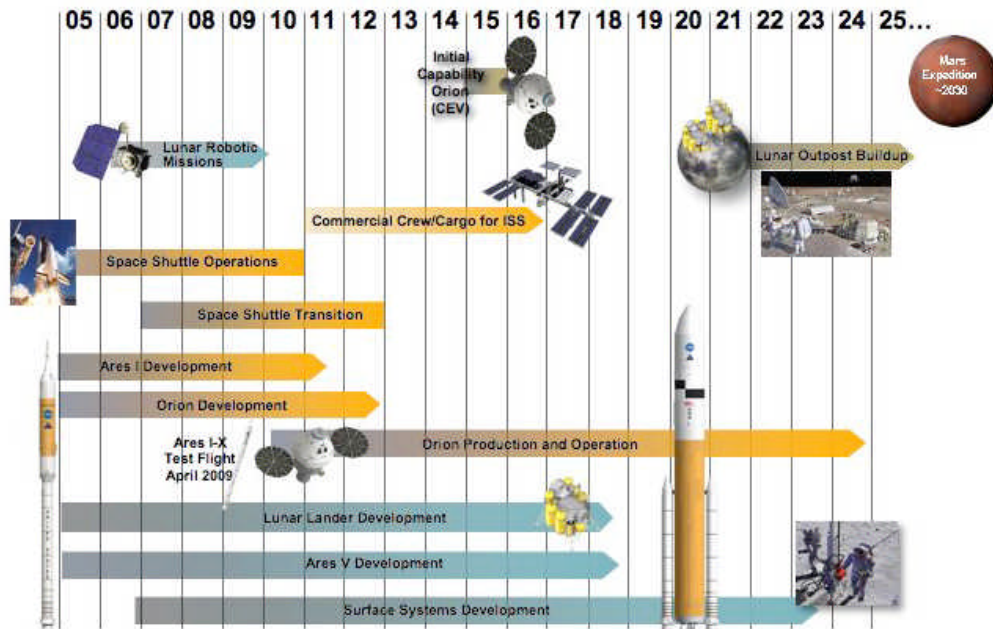 05 06 07 08 09 10 11 12 13 14 15 16 17 18 19 20 21 22 23 24 25...
Initial
Capability
Orion
(CEV)
Mars
Expedition
~2030
Lunar Robotic
Missions
Lunar Outpost Buildup
Commercial Crew/Cargo for ISS
Space Shuttle Operations
Space Shuttle Transition
Ares I Development
Orion Development
Ares I-X
Test Flight
April 2009
Orion Production and Operation
Lunar Lander Development
Ares V Development
Surface Systems Development